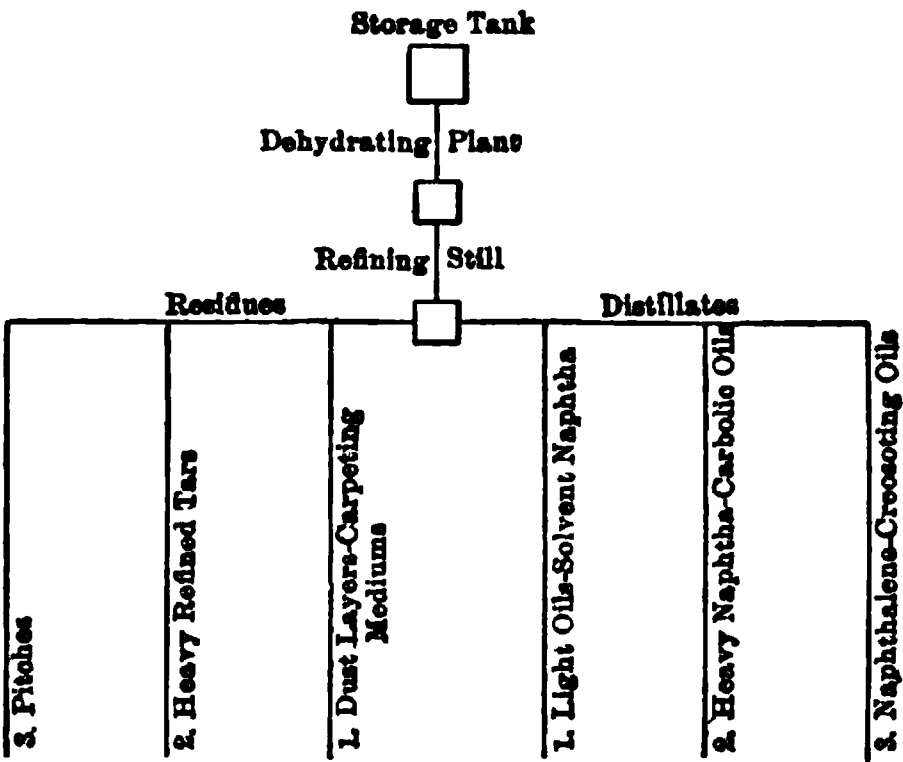 Storage Tank
Dehydrating Plant
Refining Still
Residues
Distillates
3. Pitches
2. Heavy Refined Tars
1. Dust Layers-Carpeting
Mediums
1. Light Oils-Solvent Naphtha
2. Heavy Naphtha-Carbolic Oils
3. Naphthalene-Creosoting Oils